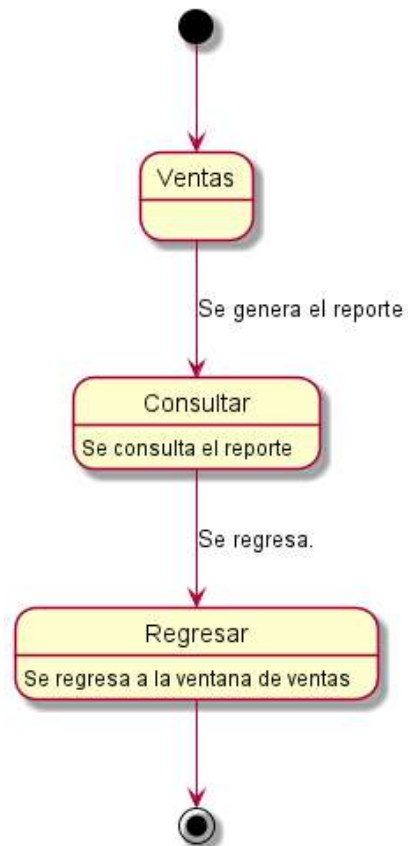 Ventas
Se genera el reporte
Consultar
Se consulta el reporte
Se regresa.
Regresar
Se regresa a la ventana de ventas